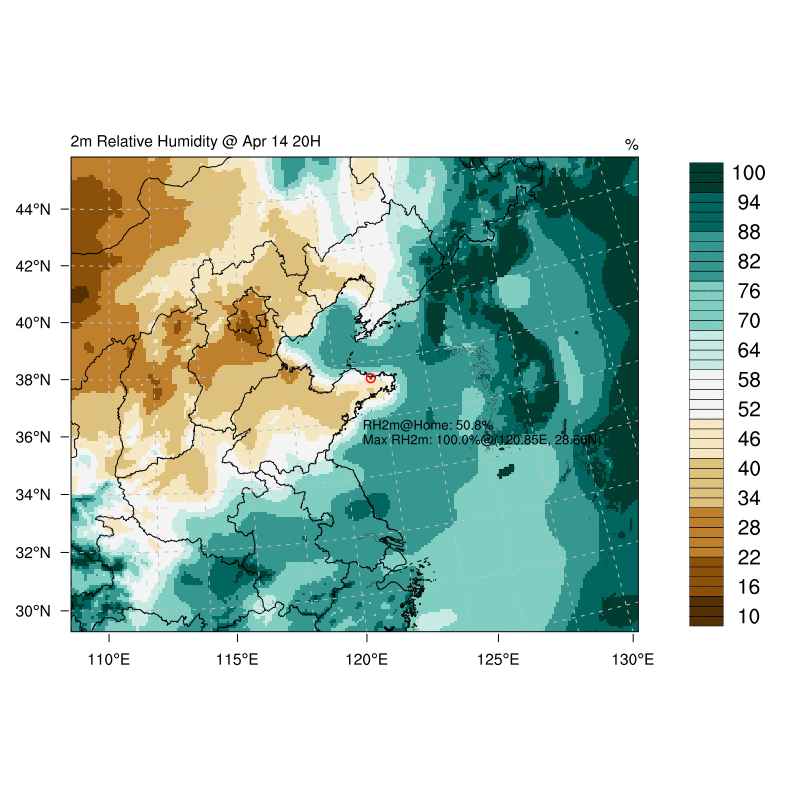 2m Relative Humidity @ Apr 14 20H
%
100
94
88
82
76
70
64
58
52
46
40
34
28
22
16
10
44°N
42°N
40°N
38°N
36°N
34°N
32°N
30°N
RH2m@Home: 50.8%
Max RH2m: 100.0%@(120.85E, 28.66N)
110°E
115°E
120°E
125°E
130°E